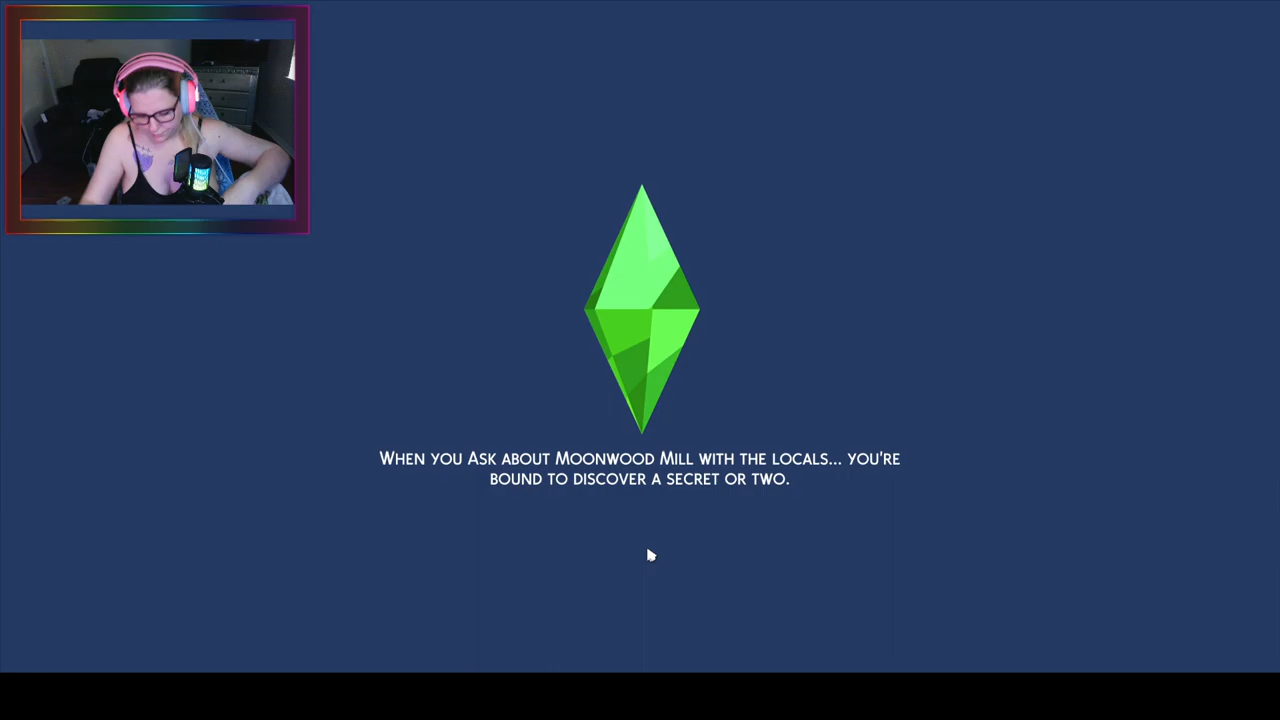 When you Ask about Moonwood Mill with the locals... you're
bound to discover a secret or two.